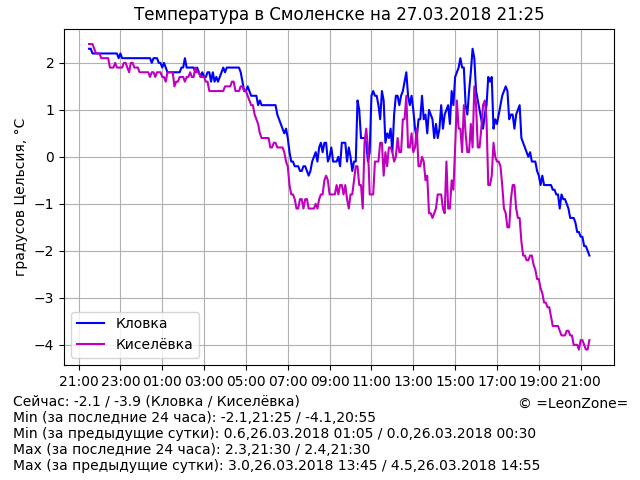 Температура в Смоленске на 27.03.2018 21:25
градусов Цельсия, °C
2
1
0
−1
−2
−3
−4
Кловка
Киселёвка
21:00 23:00 01:00 03:00 05:00 07:00 09:00 11:00 13:00 15:00 17:00 19:00 21:00
Сейчас: -2.1 / -3.9 (Кловка / Киселёвка)
© =LeonZone=
Min (за последние 24 часа): -2.1,21:25 / -4.1,20:55
Min (за предыдущие сутки): 0.6,26.03.2018 01:05 / 0.0,26.03.2018 00:30
Max (за последние 24 часа): 2.3,21:30 / 2.4,21:30
Max (за предыдущие сутки): 3.0,26.03.2018 13:45 / 4.5,26.03.2018 14:55